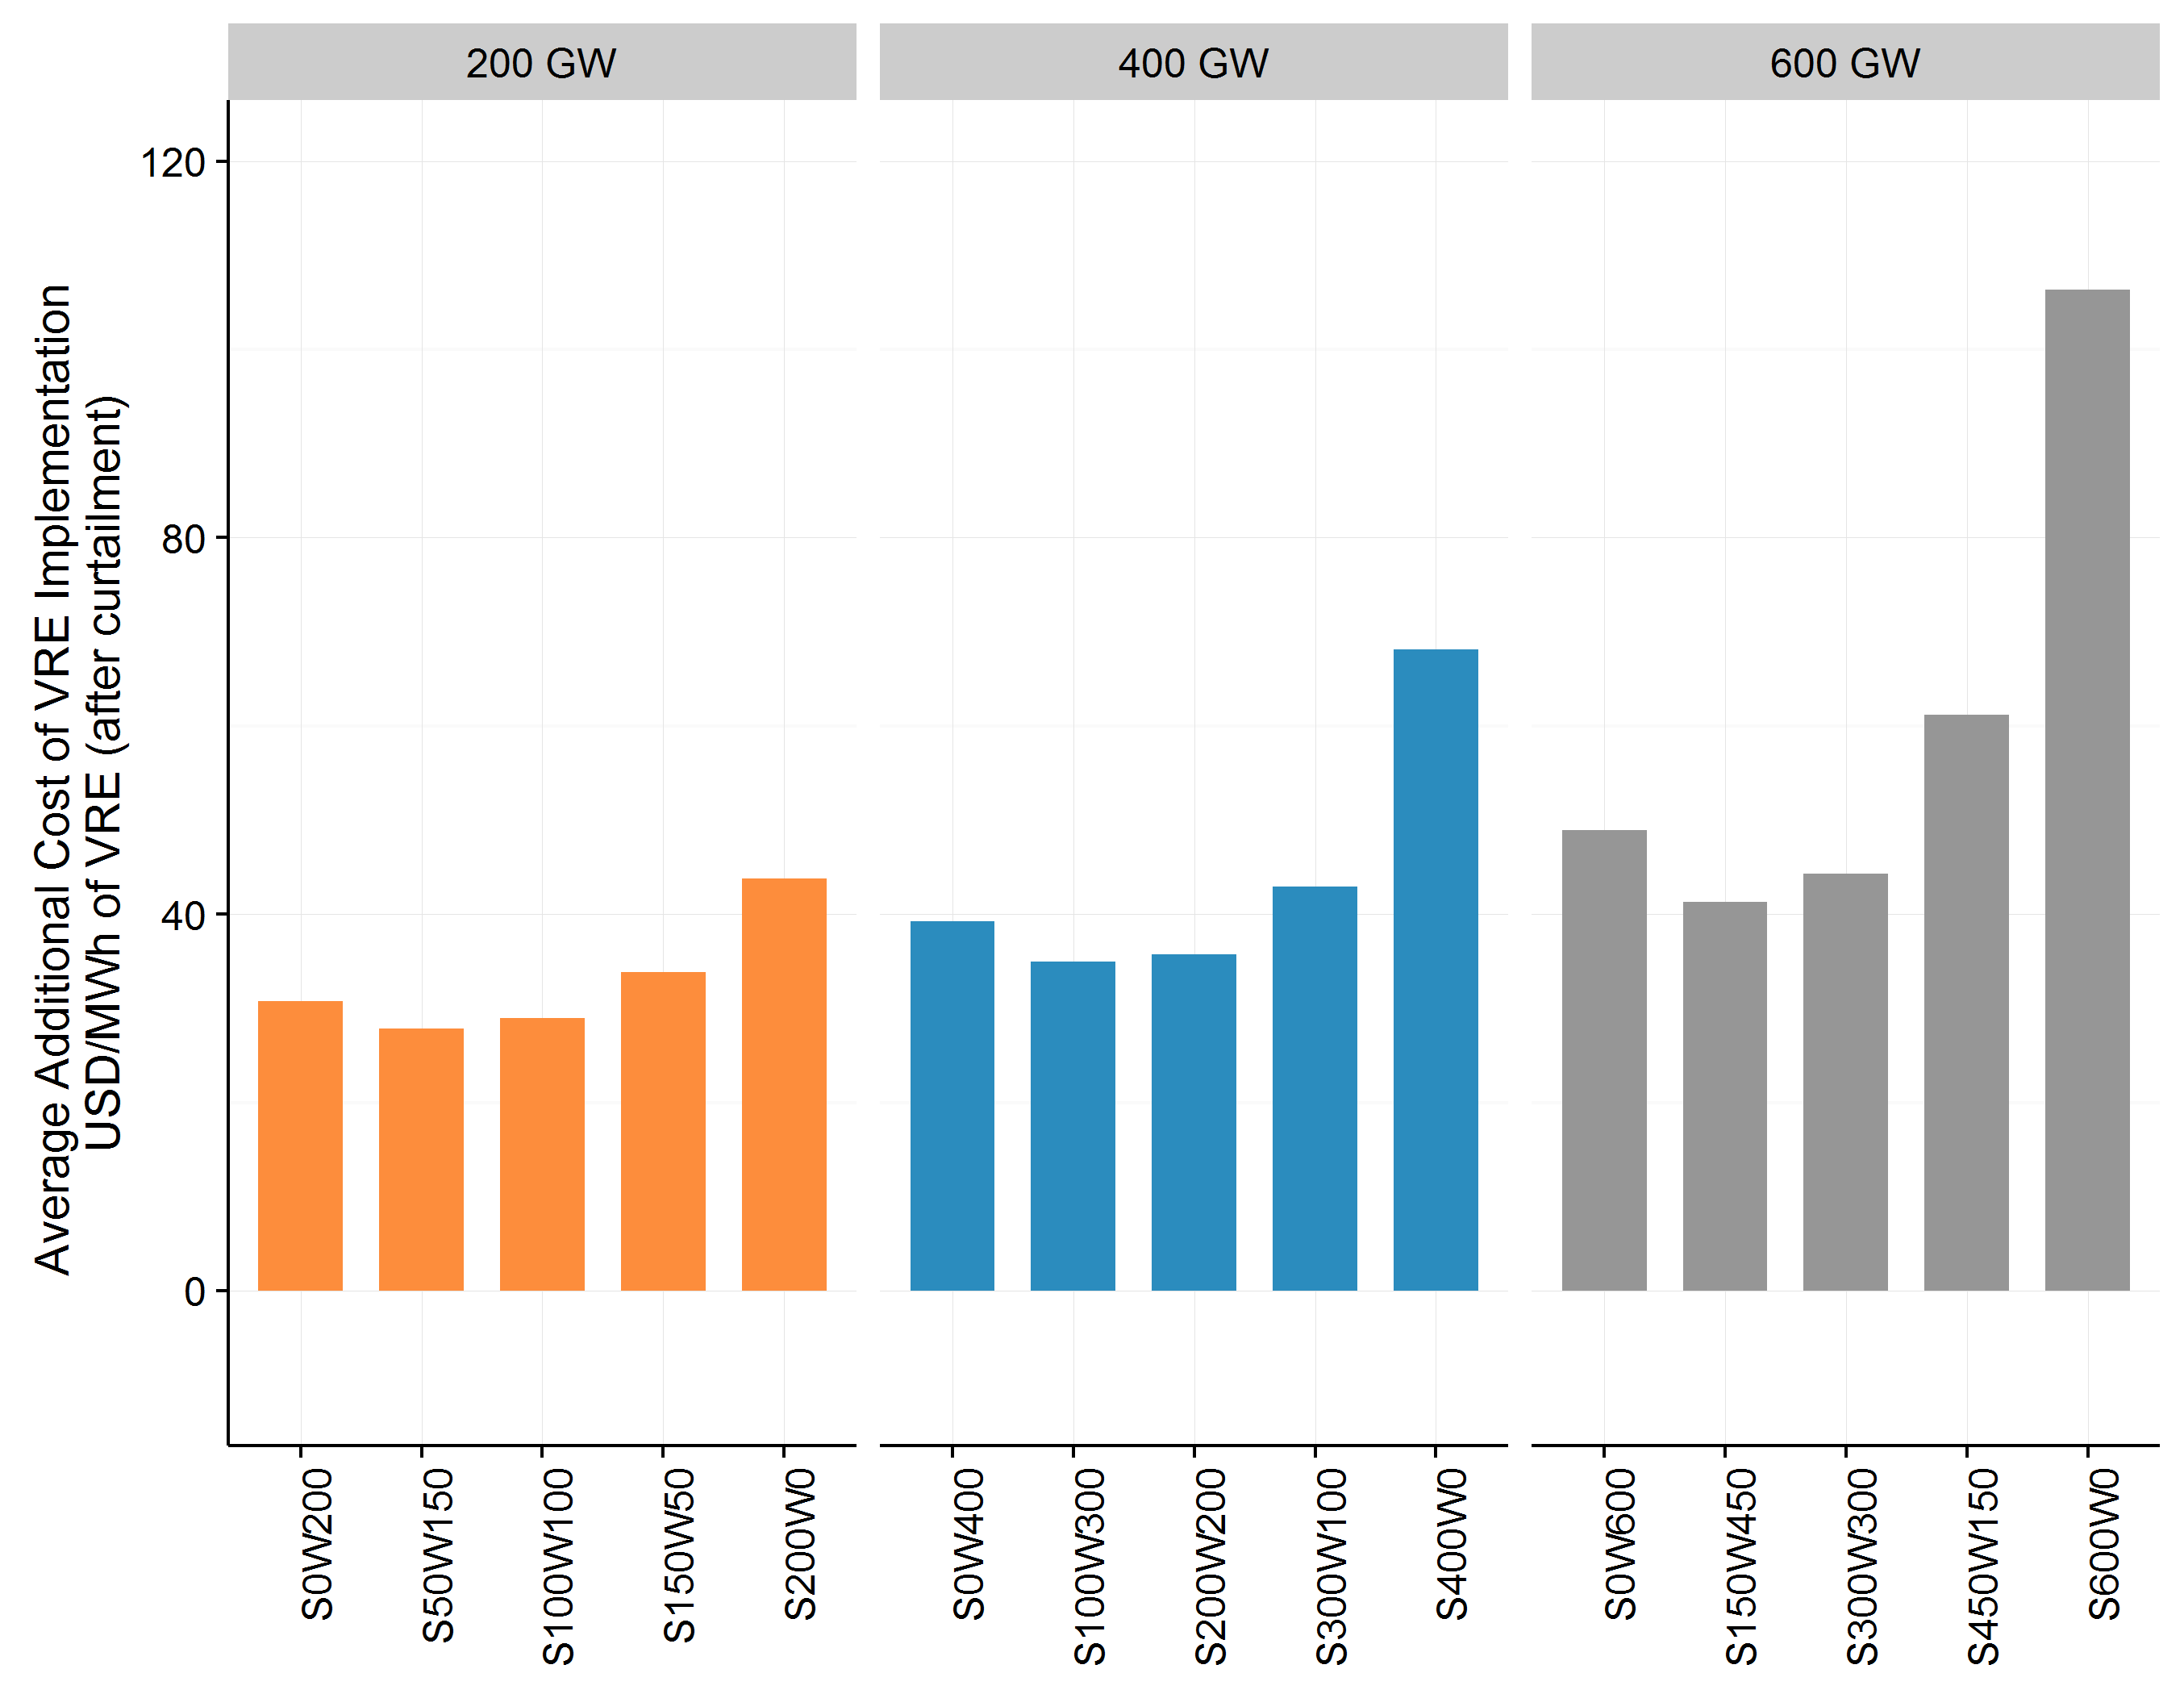 200 GW
400 GW
600 GW
Average Additional Cost of VRE Implementation
USD/MWh of VRE (after curtailment)
120
80
40
0
S0W200
S50W150
S100W100
S150W50
S200W0
S0W400
S100W300
S200W200
S300W100
S400W0
S0W600
S150W450
S300W300
S450W150
S600W0